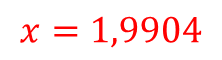 x = 1,9904